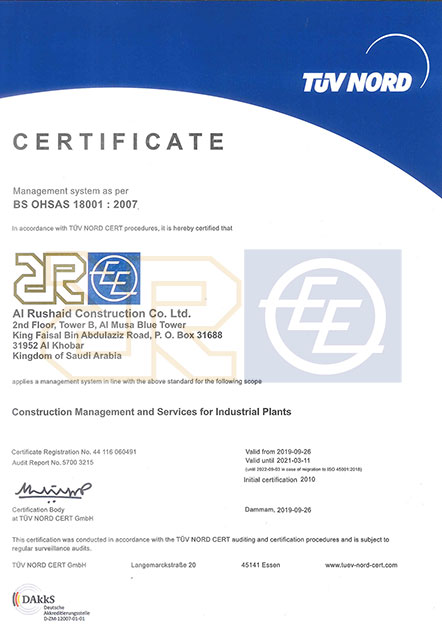 TÜV NORD
CERTIFICATE
Management system as per
BS OHSAS 18001 : 2007
In accordance with TÜV NORD CERT procedures, it is hereby certified that
Al Rushaid Construction Co. Ltd.
2nd Floor, Tower B, Al Musa Blue Tower
King Faisal Bin Abdulaziz Road, P. O. Box 31688
31952 Al Khobar
Kingdom of Saudi Arabia
applies a management system in line with the above standard for the following scope
Construction Management and Services for Industrial Plants
Certificate Registration No. 44 116 060491
Audit Report No. 5700 3215
Valid from 2019-09-26
Valid until 2021-03-11
(until 2022-09-03 in case of migration to ISO 45001:2018)
Initial certification 2010
Certification Body
at TÜV NORD CERT GmbH
Dammam, 2019-09-26
This certification was conducted in accordance with the TÜV NORD CERT auditing and certification procedures and is subject to
regular surveillance audits.
TÜV NORD CERT GmbH Langemarckstraße 20 45141 Essen www.tuev-nord-cert.com
DAkkS
Deutsche
Akkreditierungsstelle
D-ZM-12007-01-01